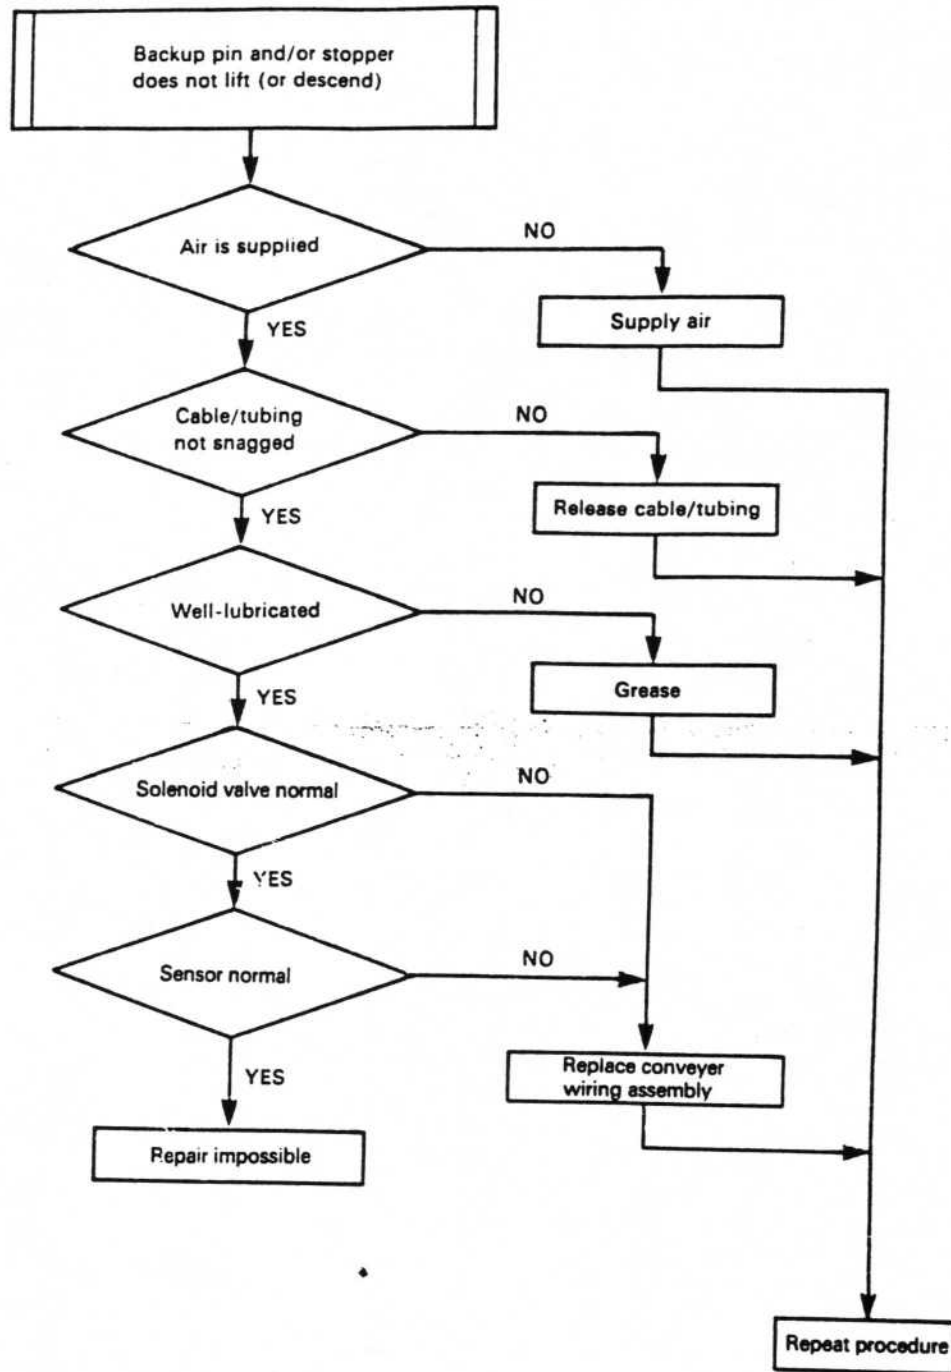 Backup pin and/or stopper
does not lift (or descend)
Air is supplied
NO
Supply air
YES
Cable/tubing
not snagged
NO
Release cable/tubing
YES
Well-lubricated
NO
Grease
YES
Solenoid valve normal
NO
YES
Sensor normal
NO
Replace conveyer
wiring assembly
YES
Repair impossible
Repeat procedure